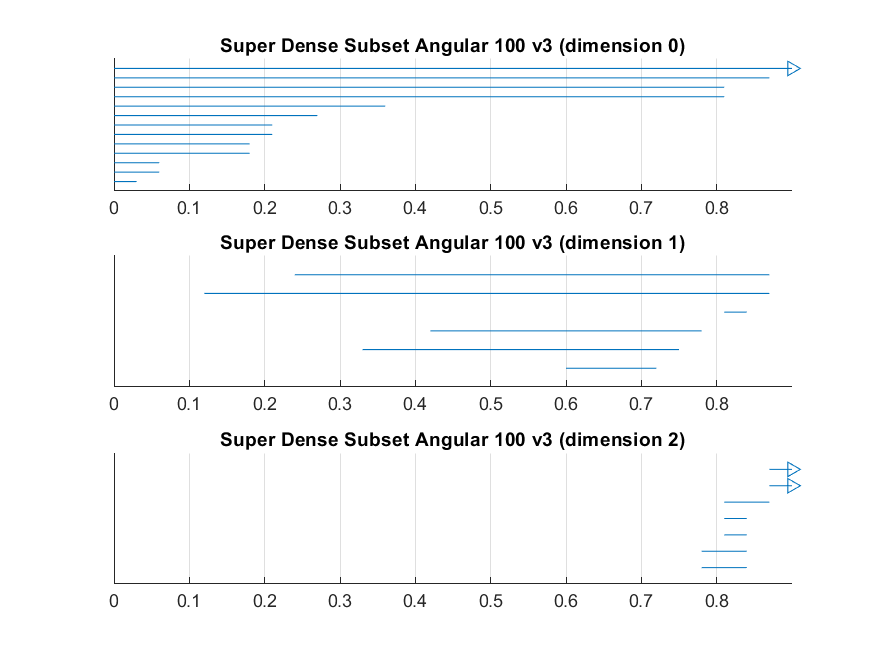 Super Dense Subset Angular 100 v3 (dimension 0)
0 0.1 0.2 0.3 0.4 0.5 0.6 0.7 0.8
Super Dense Subset Angular 100 v3 (dimension 1)
0 0.1 0.2 0.3 0.4 0.5 0.6 0.7 0.8
Super Dense Subset Angular 100 v3 (dimension 2)
0 0.1 0.2 0.3 0.4 0.5 0.6 0.7 0.8